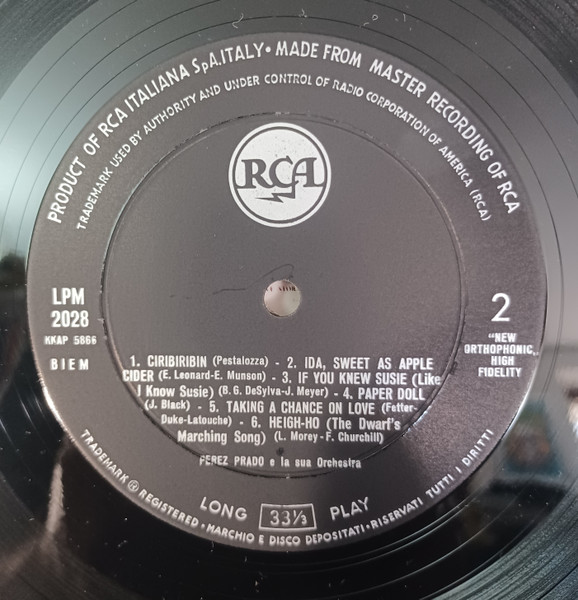 PRODUCT OF RCA ITALIANA S.p.A. ITALY • MADE FROM MASTER RECORDING OF RCA
TRADEMARK USED BY AUTHORITY AND UNDER CONTROL OF RADIO CORPORATION OF AMERICA (RCA)
RCA
LPM
2028
KKAP 5866
BIEM
2
"NEW
ORTHOPHONIC"
HIGH
FIDELITY
1. CIRIBIRIBIN (Pestalozza) - 2. IDA, SWEET AS APPLE
CIDER (E. Leonard-E. Munson) - 3. IF YOU KNEW SUSIE (Like
I Know Susie) (B. G. DeSylva-J. Meyer) - 4. PAPER DOLL
(J. Black) - 5. TAKING A CHANCE ON LOVE (Fetter-
Duke-Latouche) - 6. HEIGH-HO (The Dwarf's
Marching Song) (L. Morey - F. Churchill)
PEREZ PRADO e la sua Orchestra
LONG 33⅓ PLAY
TRADEMARK ® REGISTERED • MARCHIO E DISCO DEPOSITATI • RISERVATI TUTTI I DIRITTI